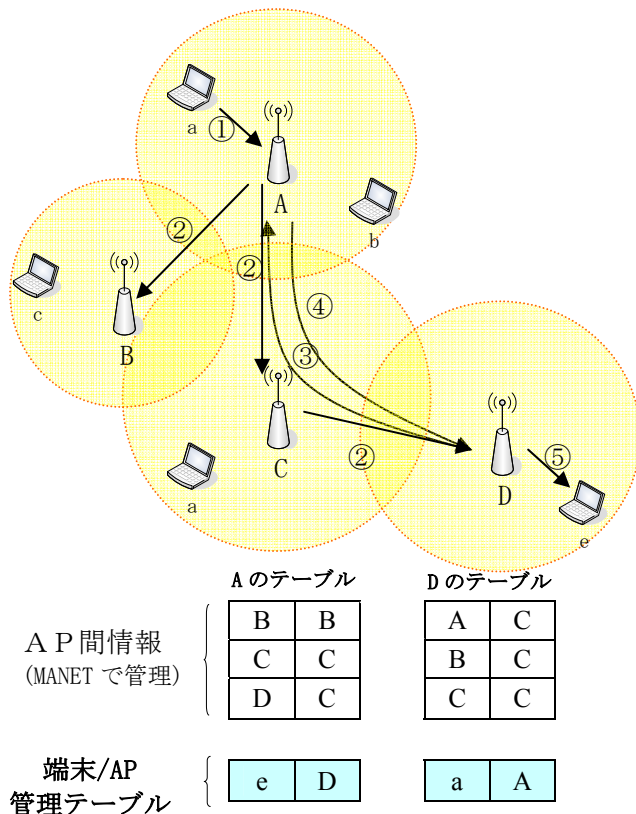 a
①
A
b
②
②
c
B
④
③
C
②
a
D
⑤
e
Aのテーブル
Dのテーブル
AP間情報
(MANETで管理)
B B
C C
D C
A C
B C
C C
端末/AP
管理テーブル
e D
a A